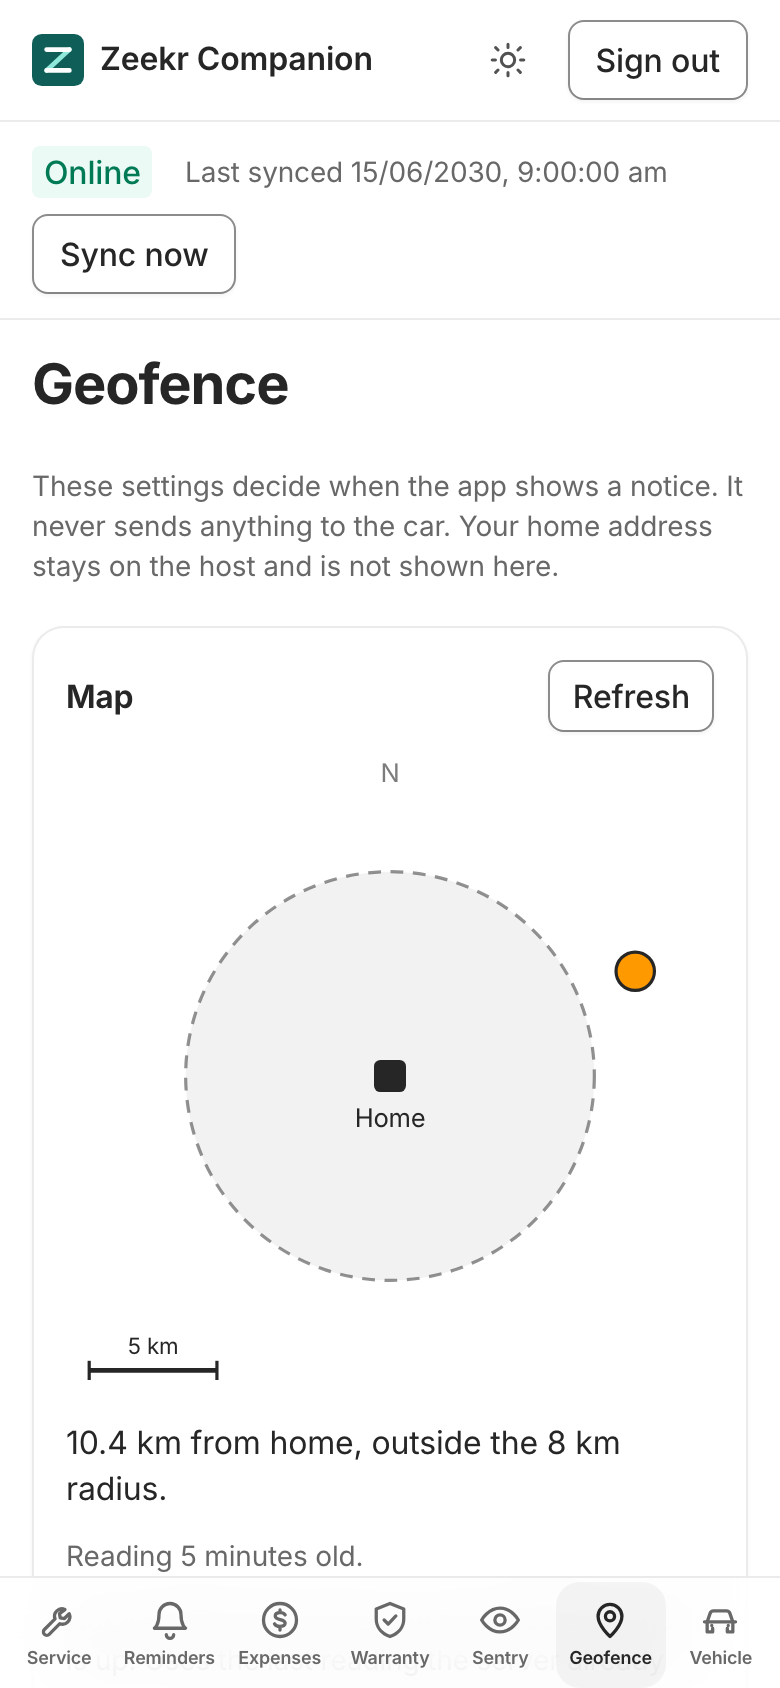 Zeekr Companion
Sign out
Online
Last synced 15/06/2030, 9:00:00 am
Sync now
Geofence
These settings decide when the app shows a notice. It
never sends anything to the car. Your home address
stays on the host and is not shown here.
Map
Refresh
N
Home
5 km
10.4 km from home, outside the 8 km
radius.
Reading 5 minutes old.
Service
Reminders
Expenses
Warranty
Sentry
Geofence
Vehicle